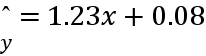 ^ = 1.23x + 0.08
y